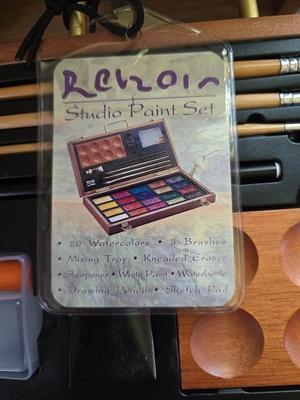 Renoir
Studio Paint Set
• 20 Watercolors • 3 Brushes
Mixing Tray • Kneaded Eraser
Sharpener • White Paint • Waterbottle
• Drawing Pencils • Sketch Pad